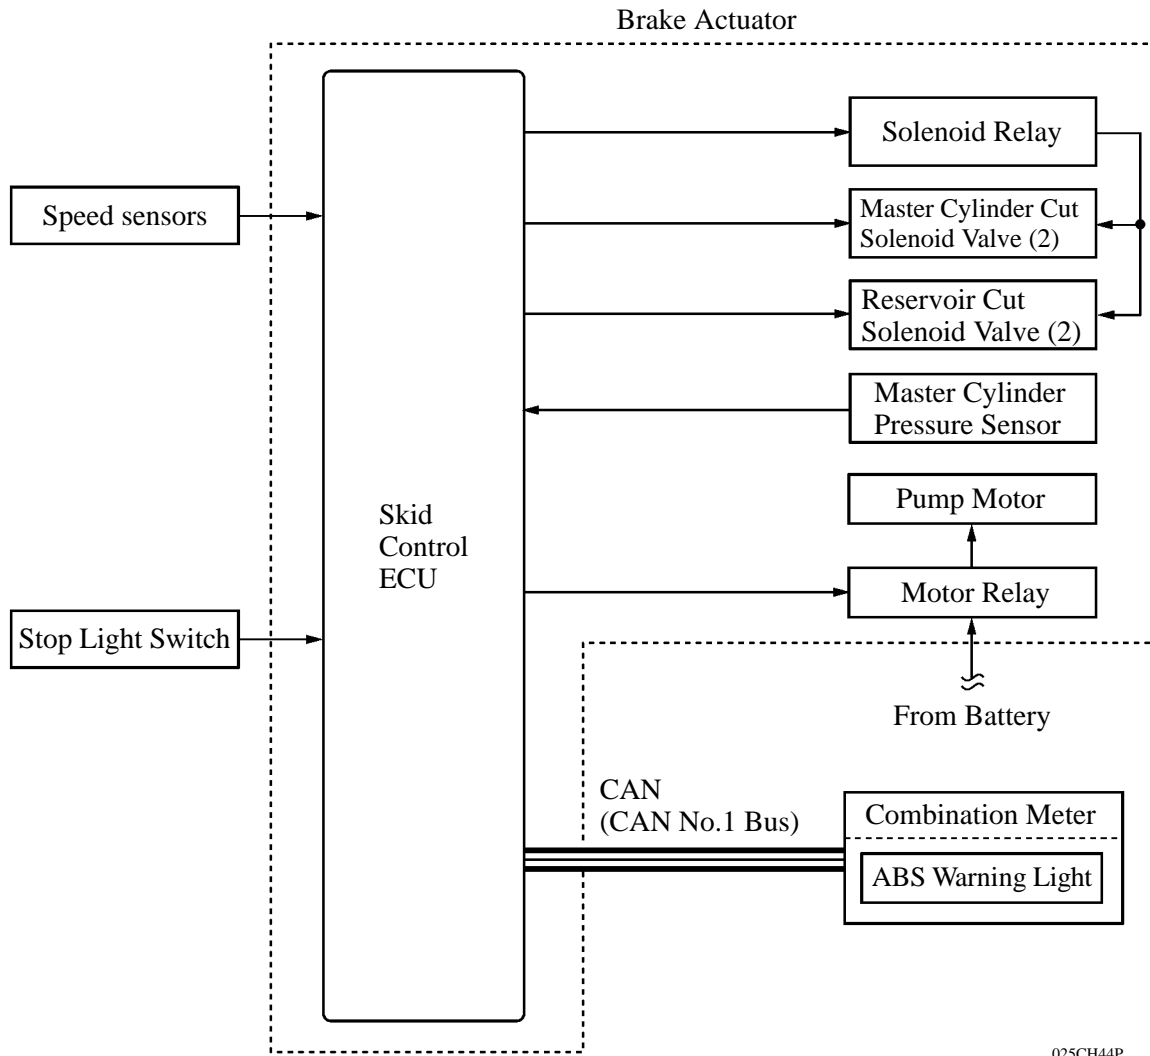 Brake Actuator
Solenoid Relay
Speed sensors
Master Cylinder Cut
Solenoid Valve (2)
Reservoir Cut
Solenoid Valve (2)
Master Cylinder
Pressure Sensor
Pump Motor
Skid
Control
ECU
Motor Relay
Stop Light Switch
From Battery
CAN
(CAN No.1 Bus)
Combination Meter
ABS Warning Light
025CH44P